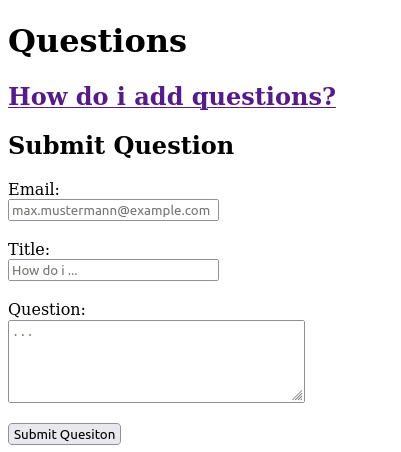 Questions
How do i add questions?
Submit Question
Email:
max.mustermann@example.com
Title:
How do i ...
Question:
...
Submit Quesiton